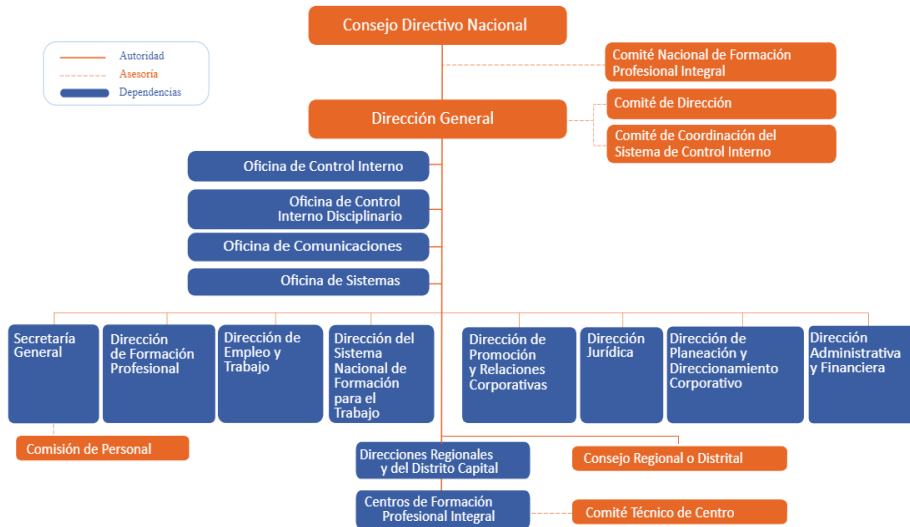 Consejo Directivo Nacional
Autoridad
Asesoría
Dependencias
Comité Nacional de Formación
Profesional Integral
Dirección General
Comité de Dirección
Comité de Coordinación del
Sistema de Control Interno
Oficina de Control Interno
Oficina de Control
Interno Disciplinario
Oficina de Comunicaciones
Oficina de Sistemas
Secretaría
General
Dirección
de Formación
Profesional
Dirección de
Empleo y
Trabajo
Dirección del
Sistema
Nacional de
Formación
para el
Trabajo
Dirección de
Promoción
y Relaciones
Corporativas
Dirección
Jurídica
Dirección de
Planeación y
Direccionamiento
Corporativo
Dirección
Administrativa
y Financiera
Comisión de Personal
Direcciones Regionales
y del Distrito Capital
Consejo Regional o Distrital
Centros de Formación
Profesional Integral
Comité Técnico de Centro